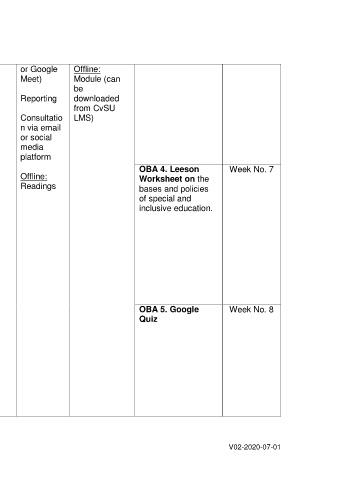 or Google
Meet)
Reporting
Consultatio
n via email
or social
media
platform
Offline:
Readings
Offline:
Module (can
be
downloaded
from CvSU
LMS)
OBA 4. Leeson
Worksheet on the
bases and policies
of special and
inclusive education.
Week No. 7
OBA 5. Google
Quiz
Week No. 8
V02-2020-07-01